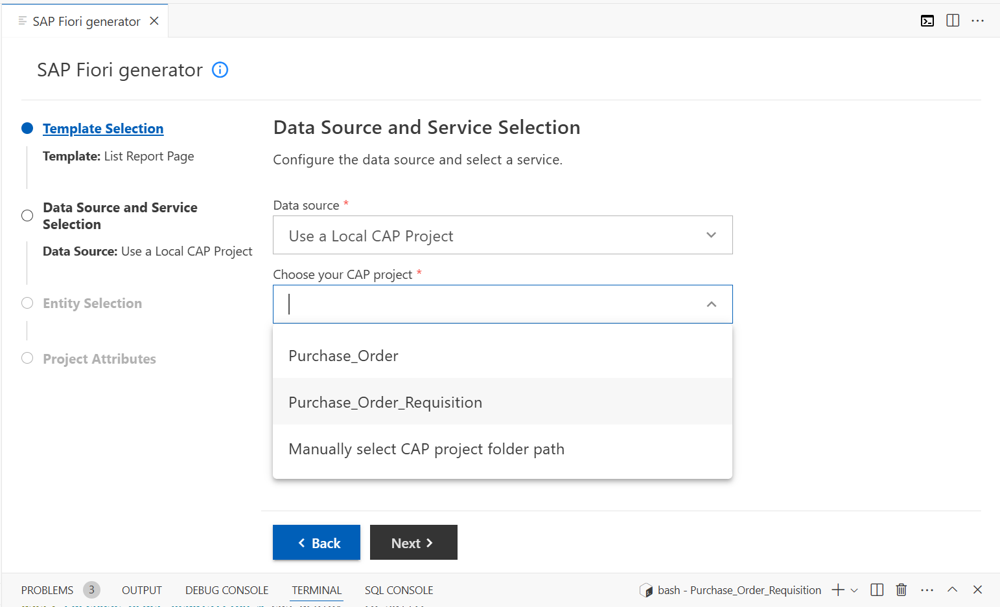 SAP Fiori generator
SAP Fiori generator
Template Selection
Template: List Report Page
Data Source and Service
Selection
Data Source: Use a Local CAP Project
Entity Selection
Project Attributes
Data Source and Service Selection
Configure the data source and select a service.
Data source *
Use a Local CAP Project
Choose your CAP project *
Purchase_Order
Purchase_Order_Requisition
Manually select CAP project folder path
Back
Next
PROBLEMS 3 OUTPUT DEBUG CONSOLE TERMINAL SQL CONSOLE bash - Purchase_Order_Requisition